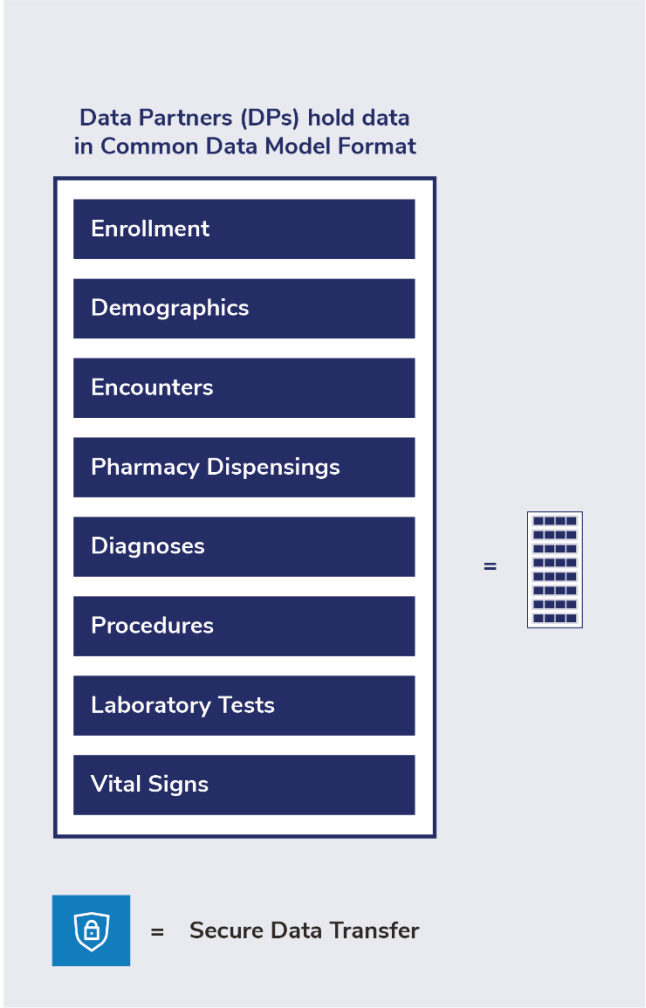 Data Partners (DPs) hold data
in Common Data Model Format
Enrollment
Demographics
Encounters
Pharmacy Dispensings
Diagnoses
=
Procedures
Laboratory Tests
Vital Signs
= Secure Data Transfer